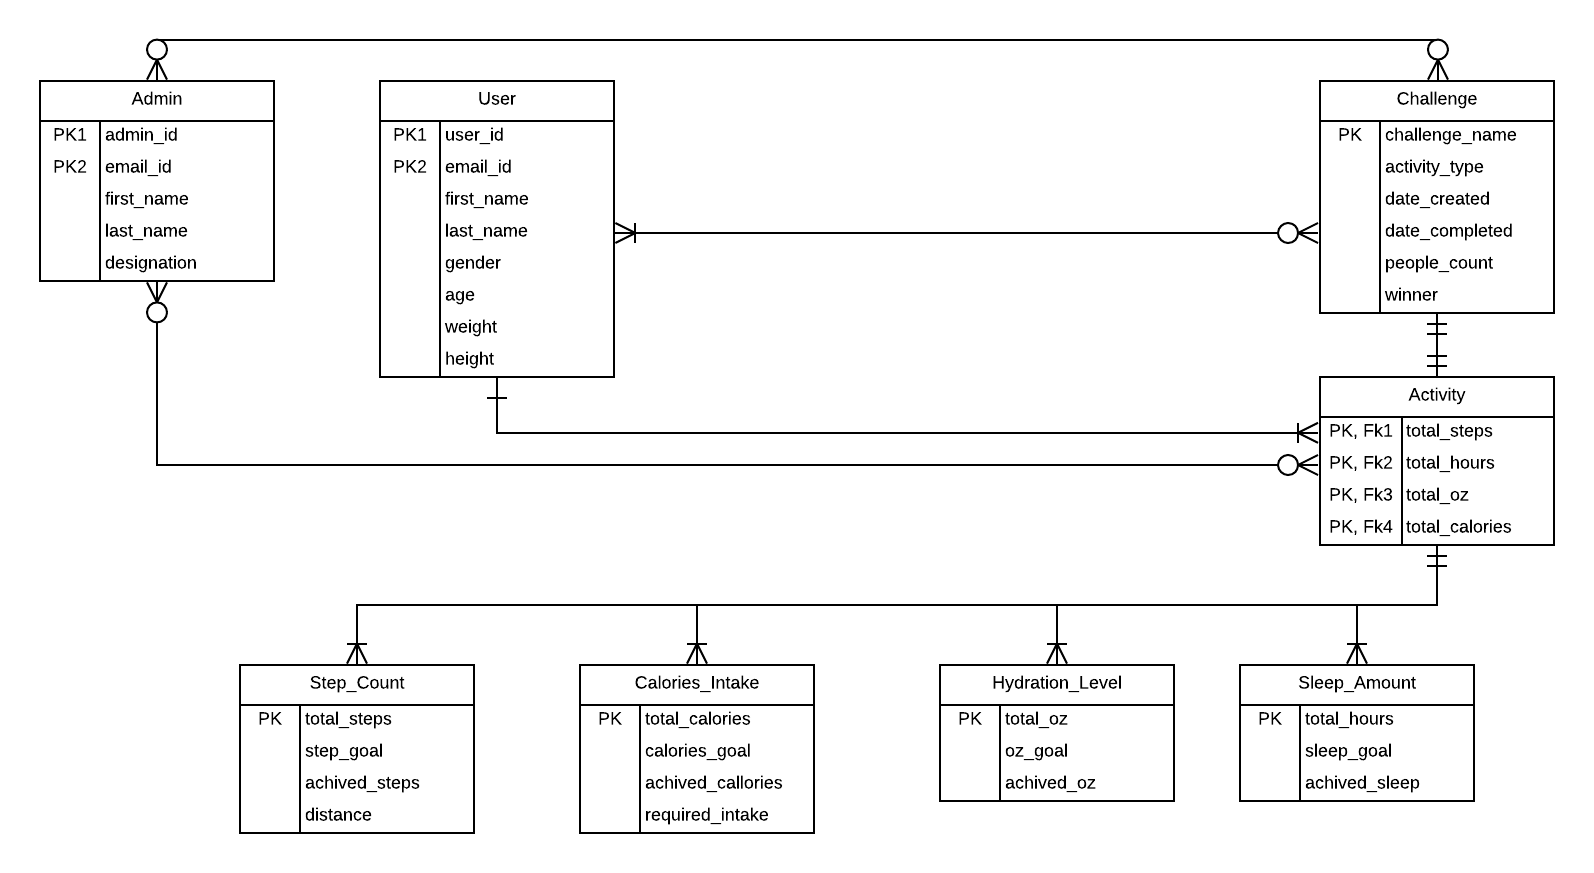 Admin
PK1 admin_id
PK2 email_id
first_name
last_name
designation
User
PK1 user_id
PK2 email_id
first_name
last_name
gender
age
weight
height
Challenge
PK challenge_name
activity_type
date_created
date_completed
people_count
winner
Activity
PK, Fk1 total_steps
PK, Fk2 total_hours
PK, Fk3 total_oz
PK, Fk4 total_calories
Step_Count
PK total_steps
step_goal
achived_steps
distance
Calories_Intake
PK total_calories
calories_goal
achived_callories
required_intake
Hydration_Level
PK total_oz
oz_goal
achived_oz
Sleep_Amount
PK total_hours
sleep_goal
achived_sleep